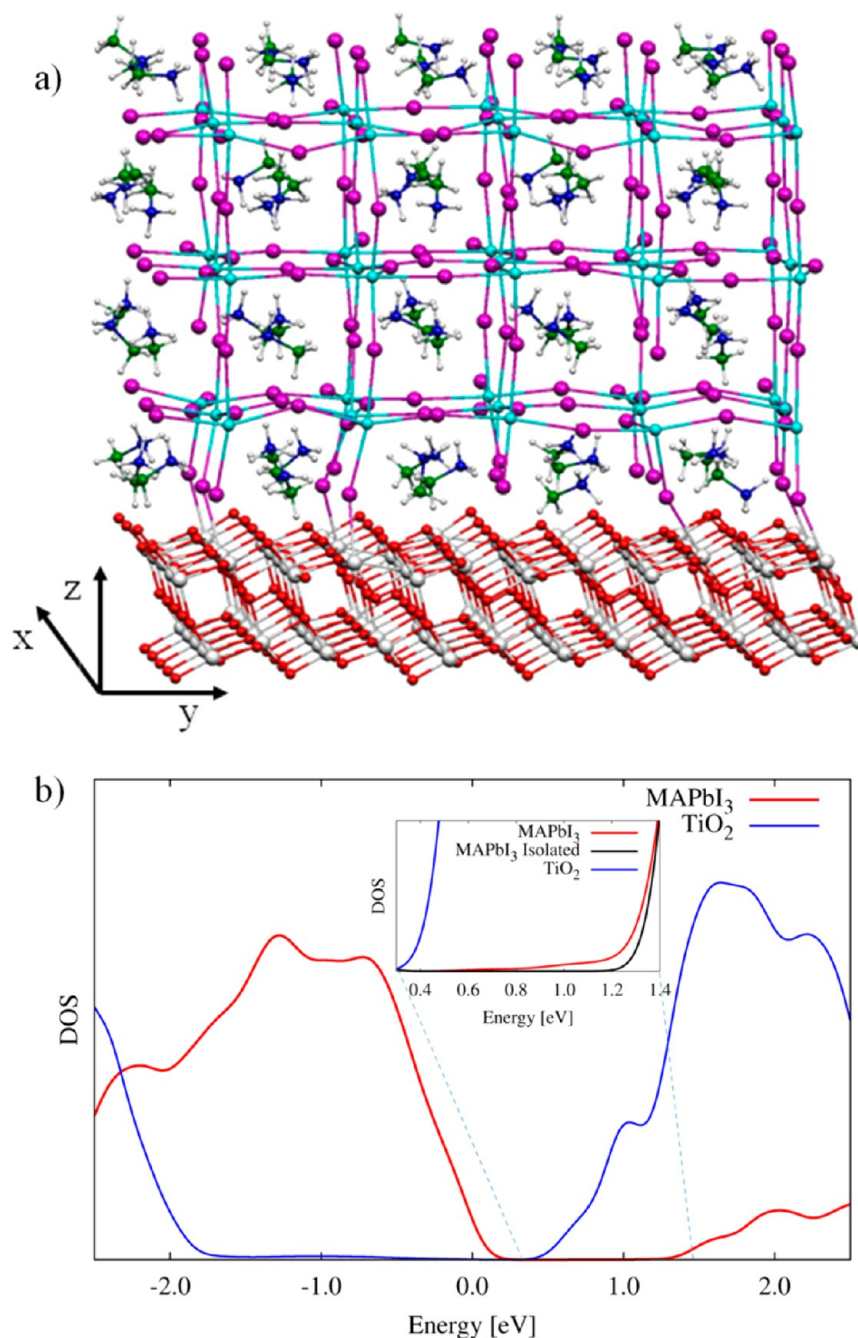 a)
z
x
y
b)
MAPbI3
TiO2
MAPbI3
MAPbI3 Isolated
TiO2
DOS
0.4 0.6 0.8 1.0 1.2 1.4
Energy [eV]
DOS
-2.0 -1.0 0.0 1.0 2.0
Energy [eV]